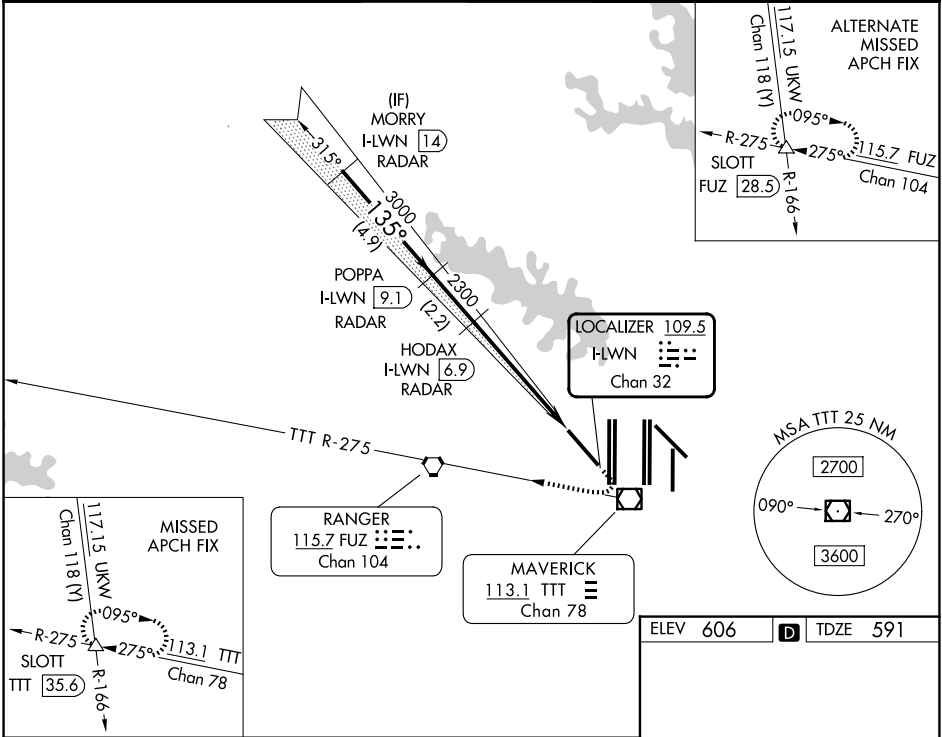 ALTERNATE
MISSED
APCH FIX
117.15 UKW
Chan 118 (Y)
095°
R-275
275°
115.7 FUZ
Chan 104
SLOTT
FUZ 28.5
R-166
(IF)
MORRY
I-LWN 14
RADAR
315°
3000
135°
(4.9)
POPPA
I-LWN 9.1
RADAR
2300
(2.2)
HODAX
I-LWN 6.9
RADAR
LOCALIZER 109.5
I-LWN
Chan 32
TTT R-275
RANGER
115.7 FUZ
Chan 104
MAVERICK
113.1 TTT
Chan 78
MSA TTT 25 NM
2700
090°
270°
3600
MISSED
APCH FIX
117.15 UKW
Chan 118 (Y)
095°
R-275
275°
113.1 TTT
Chan 78
SLOTT
TTT 35.6
R-166
ELEV 606 D TDZE 591